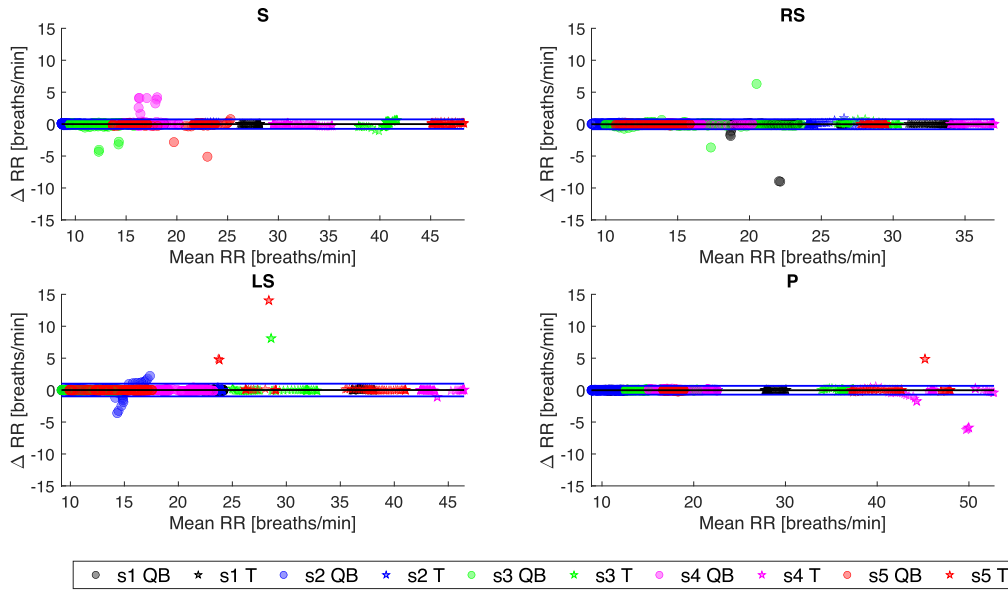 S
15
10
5
0
-5
-10
-15
Δ RR [breaths/min]
10 15 20 25 30 35 40 45
Mean RR [breaths/min]
RS
15
10
5
0
-5
-10
-15
Δ RR [breaths/min]
10 15 20 25 30 35
Mean RR [breaths/min]
LS
15
10
5
0
-5
-10
-15
Δ RR [breaths/min]
10 15 20 25 30 35 40 45
Mean RR [breaths/min]
P
15
10
5
0
-5
-10
-15
Δ RR [breaths/min]
10 20 30 40 50
Mean RR [breaths/min]
s1 QB s1 T s2 QB s2 T s3 QB s3 T s4 QB s4 T s5 QB s5 T